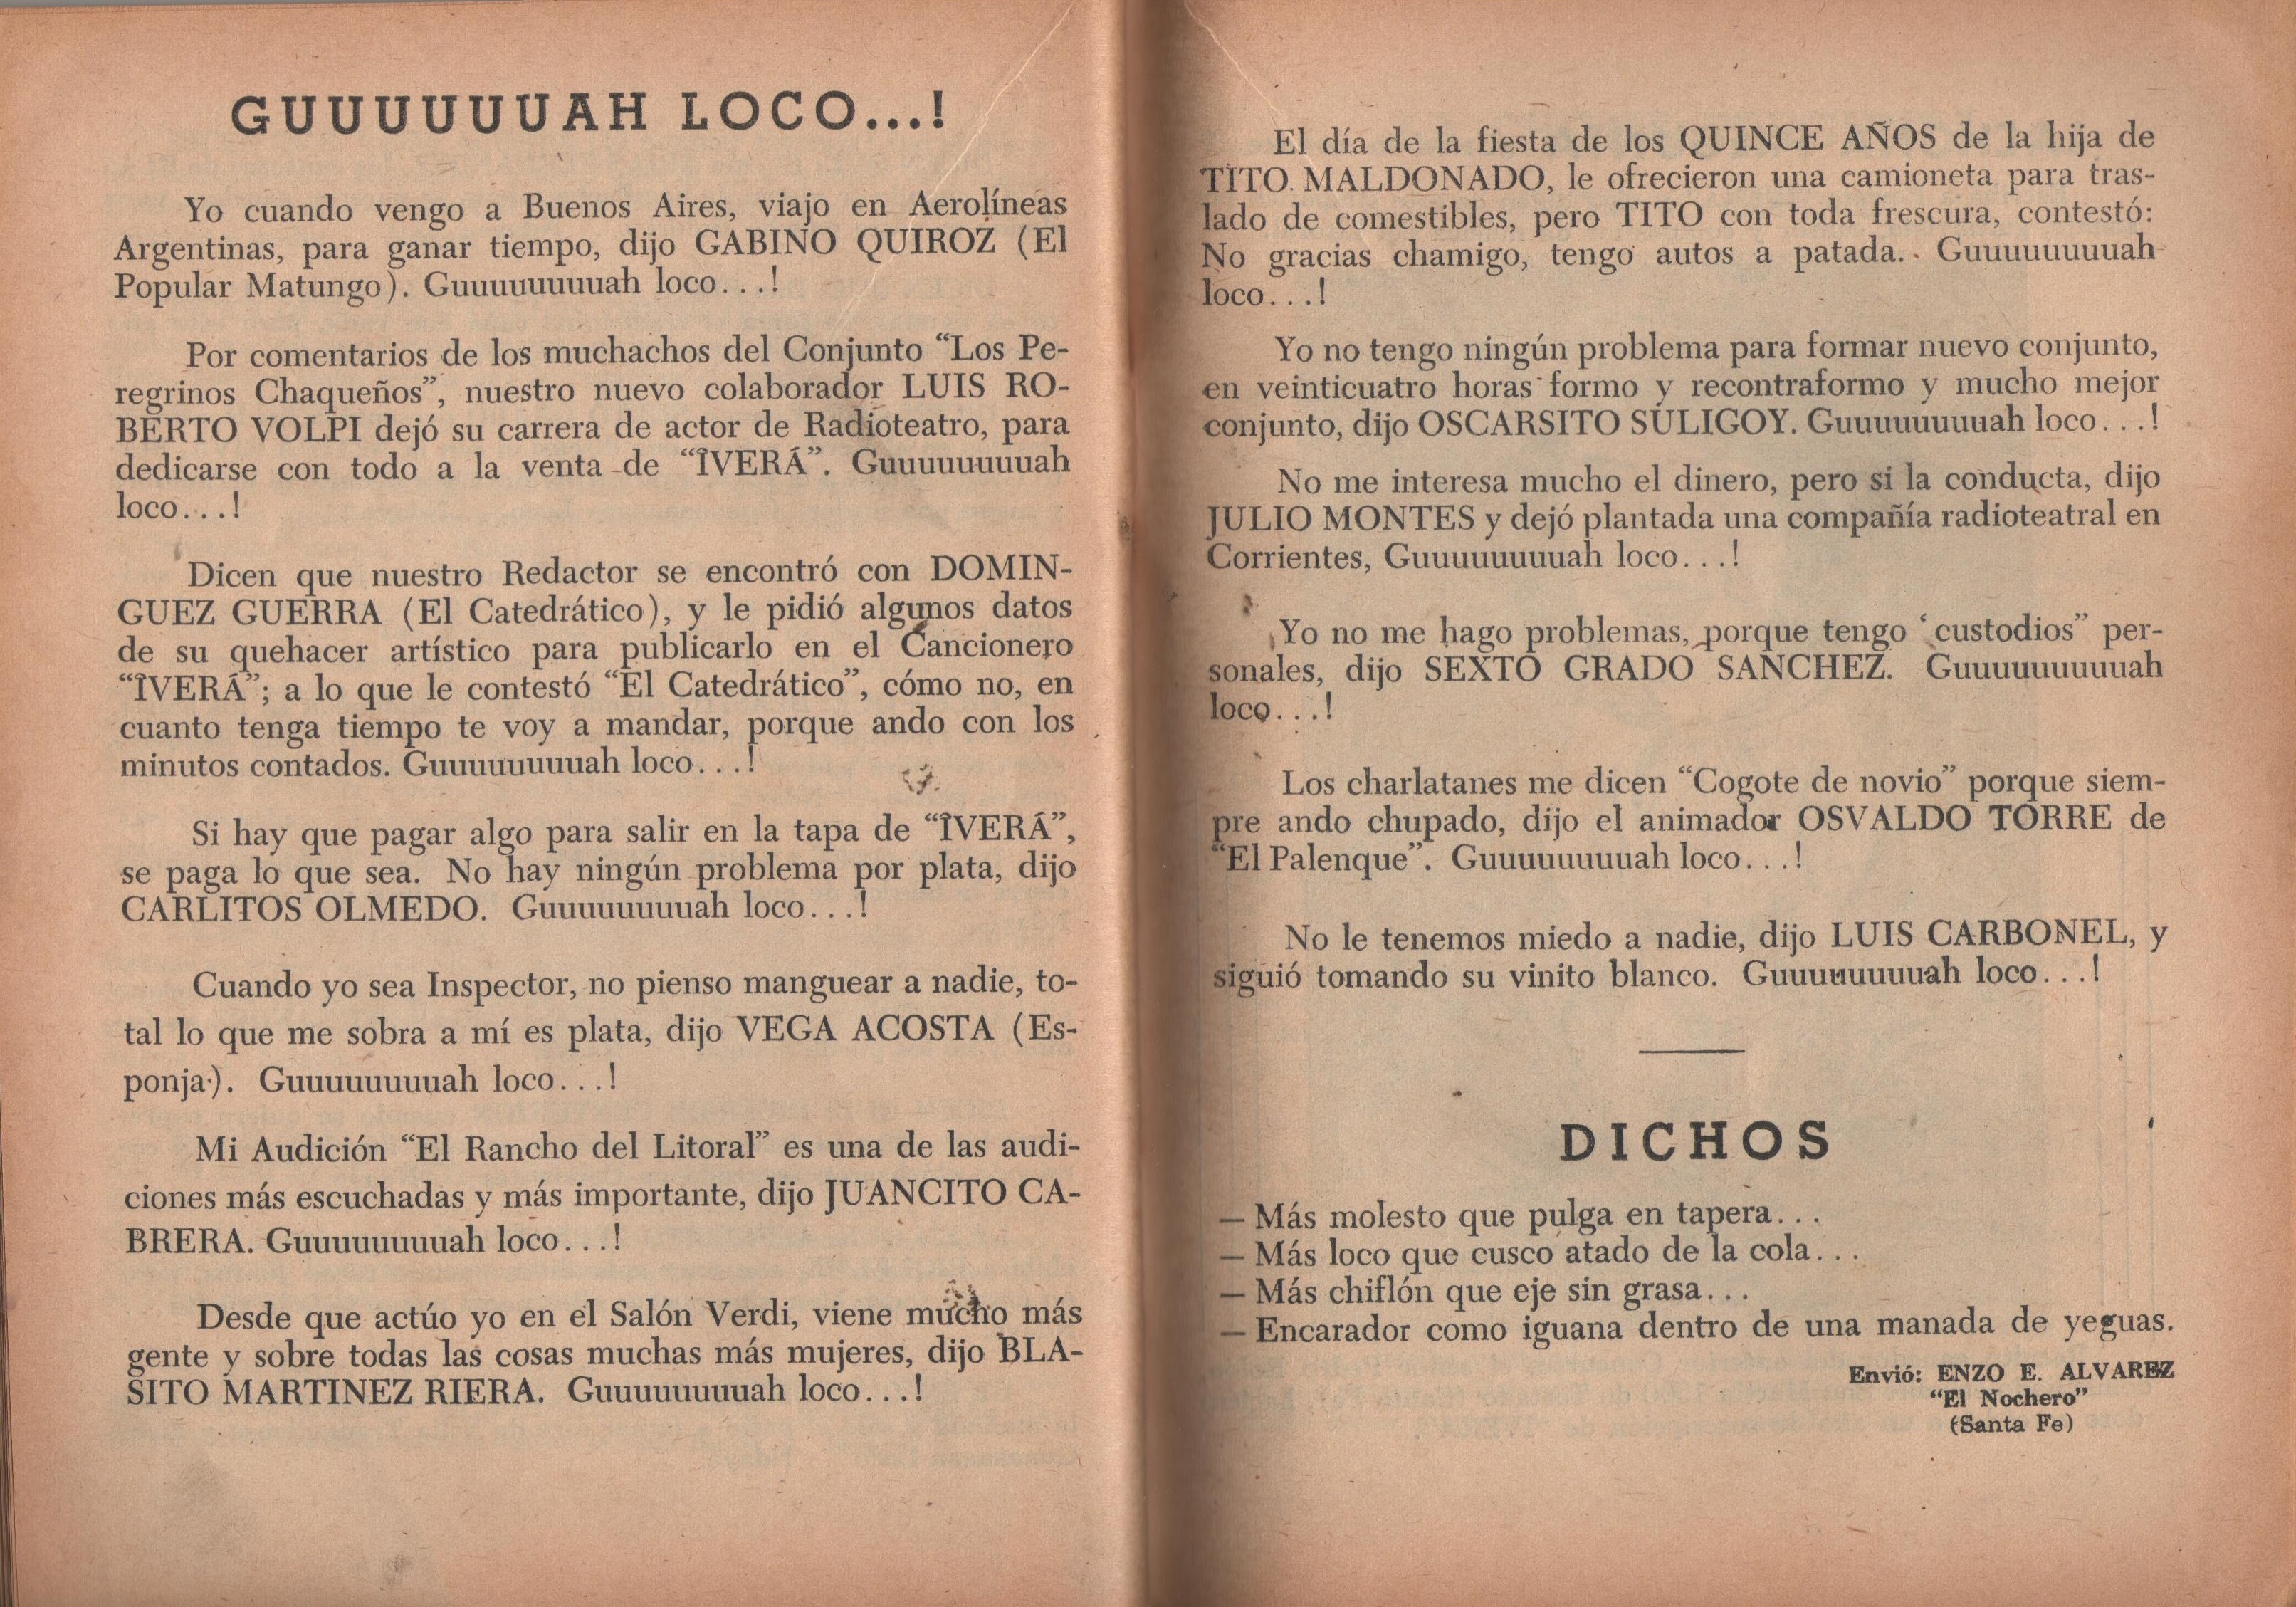 GUUUUUUAH LOCO...!
Yo cuando vengo a Buenos Aires, viajo en Aerolíneas
Argentinas, para ganar tiempo, dijo GABINO QUIROZ (El
Popular Matungo). Guuuuuuuuuah loco...!
Por comentarios de los muchachos del Conjunto “Los Pe-
regrinos Chaqueños”, nuestro nuevo colaborador LUIS RO-
BERTO VOLPI dejó su carrera de actor de Radioteatro, para
dedicarse con todo a la venta de “ÎVERÁ”. Guuuuuuuuuah
loco...!
Dicen que nuestro Redactor se encontró con DOMIN-
GUEZ GUERRA (El Catedrático), y le pidió algunos datos
de su quehacer artístico para publicarlo en el Cancionero
“ÎVERÁ”; a lo que le contestó “El Catedrático”, cómo no, en
cuanto tenga tiempo te voy a mandar, porque ando con los
minutos contados. Guuuuuuuuuah loco...!
Si hay que pagar algo para salir en la tapa de “ÎVERÁ”,
se paga lo que sea. No hay ningún problema por plata, dijo
CARLITOS OLMEDO. Guuuuuuuuuah loco...!
Cuando yo sea Inspector, no pienso manguear a nadie, to-
tal lo que me sobra a mí es plata, dijo VEGA ACOSTA (Es-
ponja). Guuuuuuuuuah loco...!
Mi Audición “El Rancho del Litoral” es una de las audi-
ciones más escuchadas y más importante, dijo JUANCITO CA-
BRERA. Guuuuuuuuuah loco...!
Desde que actúo yo en el Salón Verdi, viene mucho más
gente y sobre todas las cosas muchas más mujeres, dijo BLA-
SITO MARTINEZ RIERA. Guuuuuuuuuah loco...!
El día de la fiesta de los QUINCE AÑOS de la hija de
TITO MALDONADO, le ofrecieron una camioneta para tras-
lado de comestibles, pero TITO con toda frescura, contestó:
No gracias chamigo, tengo autos a patada.. Guuuuuuuuuah
loco...!
Yo no tengo ningún problema para formar nuevo conjunto,
en veinticuatro horas formo y recontraformo y mucho mejor
conjunto, dijo OSCARSITO SULIGOY. Guuuuuuuuuah loco...!
No me interesa mucho el dinero, pero si la conducta, dijo
JULIO MONTES y dejó plantada una compañía radioteatral en
Corrientes, Guuuuuuuuuah loco...!
Yo no me hago problemas, porque tengo ‘custodios” per-
sonales, dijo SEXTO GRADO SANCHEZ. Guuuuuuuuuah
loco...!
Los charlatanes me dicen “Cogote de novio” porque siem-
pre ando chupado, dijo el animador OSVALDO TORRE de
“El Palenque”. Guuuuuuuuuah loco...!
No le tenemos miedo a nadie, dijo LUIS CARBONEL, y
siguió tomando su vinito blanco. Guuuuuuuuuah loco...!
DICHOS
— Más molesto que pulga en tapera...
— Más loco que cusco atado de la cola...
— Más chiflón que eje sin grasa...
— Encarador como iguana dentro de una manada de yeguas.
Envió: ENZO E. ALVAREZ
“El Nochero”
(Santa Fe)